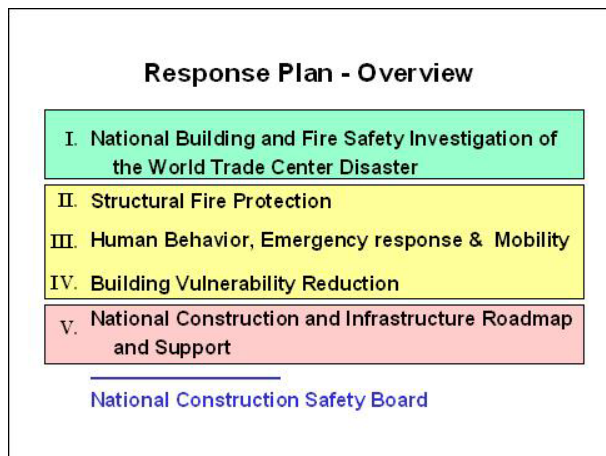 Response Plan - Overview
I. National Building and Fire Safety Investigation of
the World Trade Center Disaster
II. Structural Fire Protection
III. Human Behavior, Emergency response & Mobility
IV. Building Vulnerability Reduction
V. National Construction and Infrastructure Roadmap
and Support
National Construction Safety Board